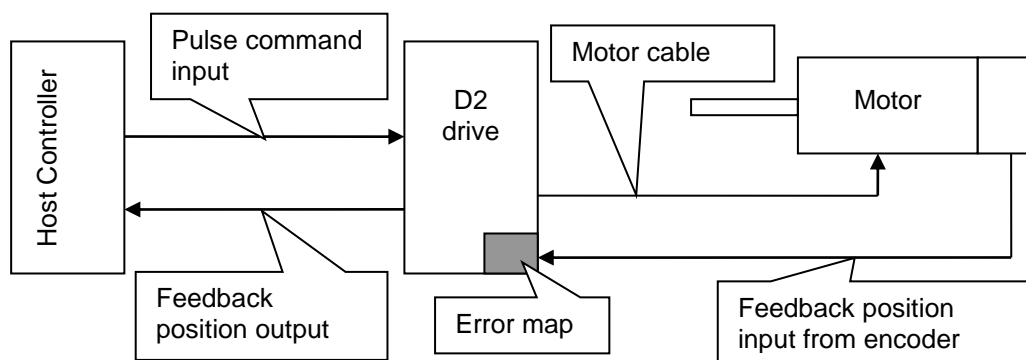 Pulse command
input
Motor cable
Host Controller
D2
drive
Motor
Feedback
position output
Error map
Feedback position
input from encoder